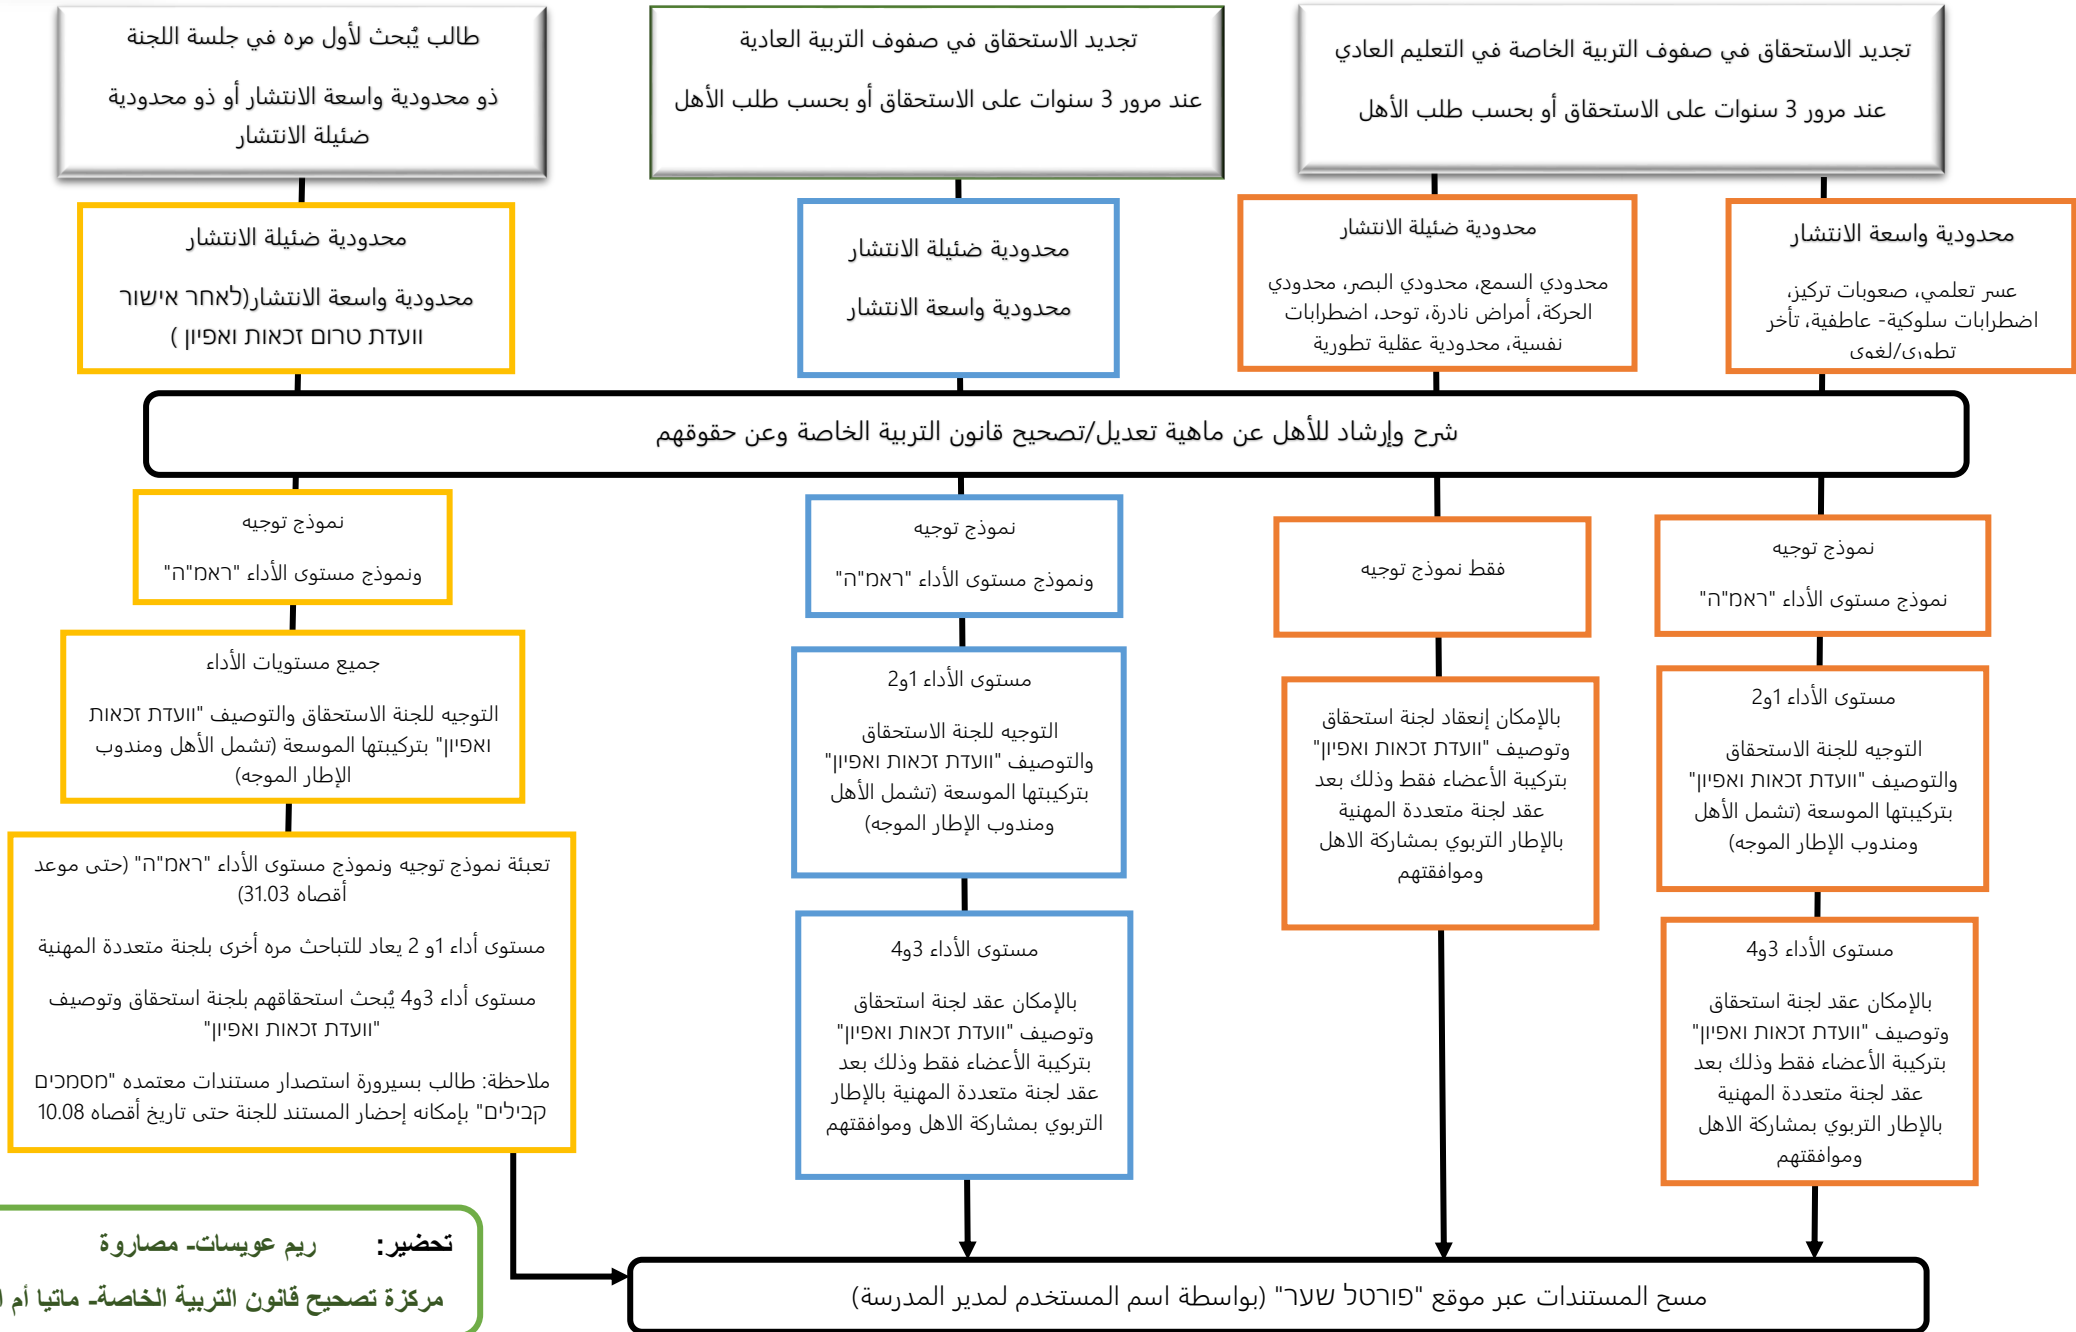 تجديد الاستحقاق في صفوف التربية الخاصة في التعليم العادي
عند مرور 3 سنوات على الاستحقاق أو بحسب طلب الأهل
تجديد الاستحقاق في صفوف التربية العادية
عند مرور 3 سنوات على الاستحقاق أو بحسب طلب الأهل
طالب يُبحث لأول مره في جلسة اللجنة
ذو محدودية واسعة الانتشار أو ذو محدودية
ضئيلة الانتشار
محدودية واسعة الانتشار
عسر تعلمي، صعوبات تركيز،
اضطرابات سلوكية- عاطفية، تأخر
تطوري/لغوي
محدودية ضئيلة الانتشار
محدودي السمع، محدودي البصر، محدودي
الحركة، أمراض نادرة، توحد، اضطرابات
نفسية، محدودية عقلية تطورية
محدودية ضئيلة الانتشار
محدودية واسعة الانتشار
محدودية ضئيلة الانتشار
محدودية واسعة الانتشار(לאחר אישור
וועדת טרום זכאות ואפיון )
شرح وإرشاد للأهل عن ماهية تعديل/تصحيح قانون التربية الخاصة وعن حقوقهم
نموذج توجيه
نموذج مستوى الأداء "ראמ"ה"
فقط نموذج توجيه
نموذج توجيه
ونموذج مستوى الأداء "ראמ"ה"
نموذج توجيه
ونموذج مستوى الأداء "ראמ"ה"
مستوى الأداء 1و2
التوجيه للجنة الاستحقاق
والتوصيف "וועדת זכאות ואפיון"
بتركيبتها الموسعة (تشمل الأهل
ومندوب الإطار الموجه)
بالإمكان إنعقاد لجنة استحقاق
وتوصيف "וועדת זכאות ואפיון"
بتركيبة الأعضاء فقط وذلك بعد
عقد لجنة متعددة المهنية
بالإطار التربوي بمشاركة الاهل
وموافقتهم
مستوى الأداء 1و2
التوجيه للجنة الاستحقاق
والتوصيف "וועדת זכאות ואפיון"
بتركيبتها الموسعة (تشمل الأهل
ومندوب الإطار الموجه)
جميع مستويات الأداء
التوجيه للجنة الاستحقاق والتوصيف "וועדת זכאות
ואפיון" بتركيبتها الموسعة (تشمل الأهل ومندوب
الإطار الموجه)
مستوى الأداء 3و4
بالإمكان عقد لجنة استحقاق
وتوصيف "וועדת זכאות ואפיון"
بتركيبة الأعضاء فقط وذلك بعد
عقد لجنة متعددة المهنية
بالإطار التربوي بمشاركة الاهل
وموافقتهم
مستوى الأداء 3و4
بالإمكان عقد لجنة استحقاق
وتوصيف "וועדת זכאות ואפיון"
بتركيبة الأعضاء فقط وذلك بعد
عقد لجنة متعددة المهنية بالإطار
التربوي بمشاركة الاهل وموافقتهم
تعبئة نموذج توجيه ونموذج مستوى الأداء "ראמ"ה" (حتى موعد
أقصاه 31.03)
مستوى أداء 1و 2 يعاد للتباحث مره أخرى بلجنة متعددة المهنية
مستوى أداء 3و4 يُبحث استحقاقهم بلجنة استحقاق وتوصيف
"וועדת זכאות ואפיון"
ملاحظة: طالب بسيرورة استصدار مستندات معتمده "מסמכים
קבילים" بإمكانه إحضار المستند للجنة حتى تاريخ أقصاه 10.08
مسح المستندات عبر موقع "פורטל שער" (بواسطة اسم المستخدم لمدير المدرسة)
تحضير: ريم عويسات- مصاروة
مركزة تصحيح قانون التربية الخاصة- ماتيا أم